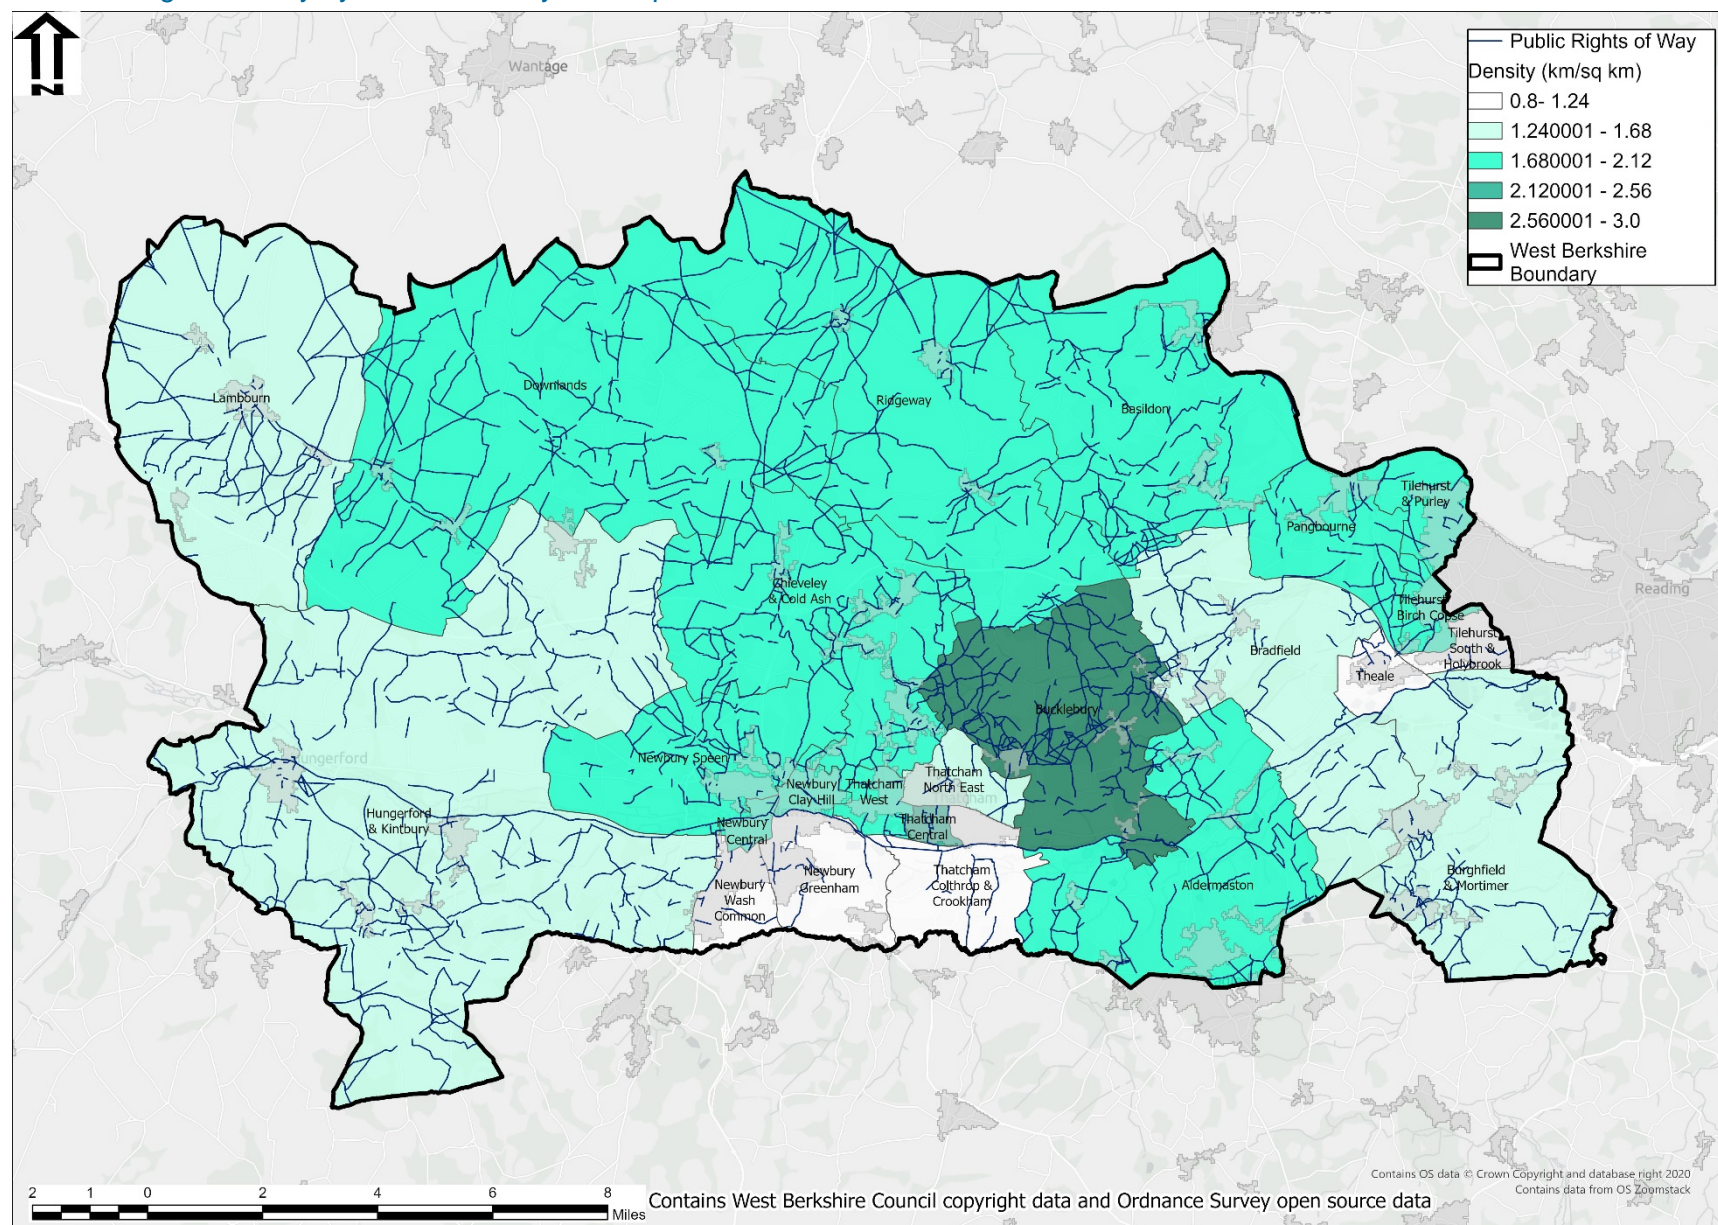 N
Public Rights of Way
Density (km/sq km)
0.8- 1.24
1.240001 - 1.68
1.680001 - 2.12
2.120001 - 2.56
2.560001 - 3.0
West Berkshire
Boundary
Wantage
Lambourn
Downlands
Ridgeway
Basildon
Tilehurst
& Purley
Pangbourne
Chieveley
& Cold Ash
Reading
Tilehurst
Birch Copse
Tilehurst
South &
Holybrook
Bradfield
Theale
Bucklebury
Newbury Speen
Hungerford
Hungerford
& Kintbury
Newbury
Clay Hill
Thatcham
West
Thatcham
North East
Thatcham
Newbury
Central
Thatcham
Central
Newbury
Wash
Common
Newbury
Greenham
Thatcham
Colthrop &
Crookham
Aldermaston
Burghfield
& Mortimer
Contains OS data © Crown Copyright and database right 2020
Contains data from OS Zoomstack
2 1 0 2 4 6 8
Miles
Contains West Berkshire Council copyright data and Ordnance Survey open source data